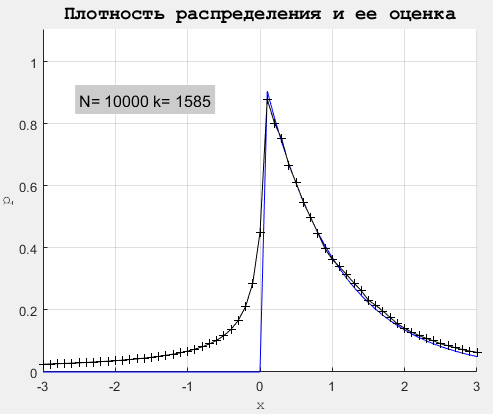 Плотность распределения и ее оценка
N= 10000 k= 1585
1
0.8
0.6
0.4
0.2
0
p
-3 -2 -1 0 1 2 3
x